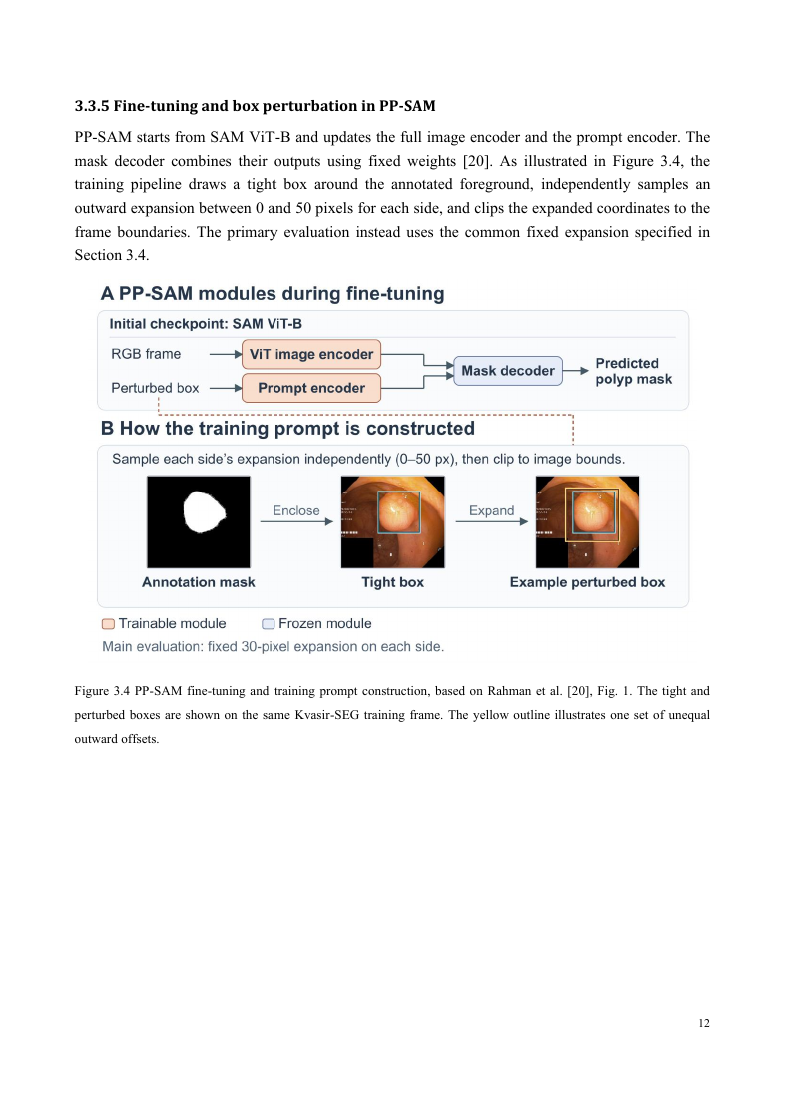 3.3.5 Fine-tuning and box perturbation in PP-SAM
PP-SAM starts from SAM ViT-B and updates the full image encoder and the prompt encoder. The
mask decoder combines their outputs using fixed weights [20]. As illustrated in Figure 3.4, the
training pipeline draws a tight box around the annotated foreground, independently samples an
outward expansion between 0 and 50 pixels for each side, and clips the expanded coordinates to the
frame boundaries. The primary evaluation instead uses the common fixed expansion specified in
Section 3.4.
A PP-SAM modules during fine-tuning
Initial checkpoint: SAM ViT-B
RGB frame
ViT image encoder
Perturbed box
Prompt encoder
Mask decoder
Predicted
polyp mask
B How the training prompt is constructed
Sample each side’s expansion independently (0–50 px), then clip to image bounds.
Enclose
Expand
Annotation mask
Tight box
Example perturbed box
Trainable module
Frozen module
Main evaluation: fixed 30-pixel expansion on each side.
Figure 3.4 PP-SAM fine-tuning and training prompt construction, based on Rahman et al. [20], Fig. 1. The tight and
perturbed boxes are shown on the same Kvasir-SEG training frame. The yellow outline illustrates one set of unequal
outward offsets.
12